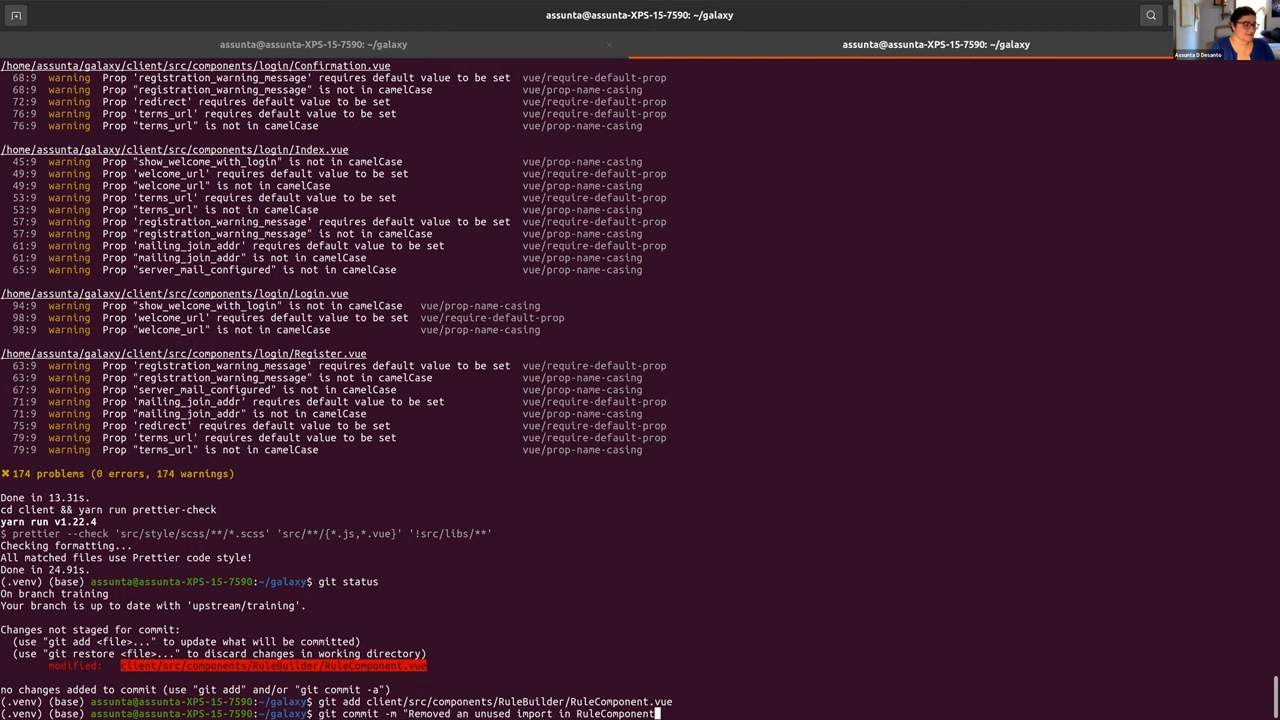 assunta@assunta-XPS-15-7590: ~/galaxy
assunta@assunta-XPS-15-7590: ~/galaxy
×
assunta@assunta-XPS-15-7590: ~/galaxy
Assunta D Desanto
/home/assunta/galaxy/client/src/components/login/Confirmation.vue
68:9 warning Prop 'registration_warning_message' requires default value to be set vue/require-default-prop
68:9 warning Prop "registration_warning_message" is not in camelCase vue/prop-name-casing
72:9 warning Prop 'redirect' requires default value to be set vue/require-default-prop
76:9 warning Prop 'terms_url' requires default value to be set vue/require-default-prop
76:9 warning Prop "terms_url" is not in camelCase vue/prop-name-casing
/home/assunta/galaxy/client/src/components/login/Index.vue
45:9 warning Prop "show_welcome_with_login" is not in camelCase vue/prop-name-casing
49:9 warning Prop 'welcome_url' requires default value to be set vue/require-default-prop
49:9 warning Prop "welcome_url" is not in camelCase vue/prop-name-casing
53:9 warning Prop 'terms_url' requires default value to be set vue/require-default-prop
53:9 warning Prop "terms_url" is not in camelCase vue/prop-name-casing
57:9 warning Prop 'registration_warning_message' requires default value to be set vue/require-default-prop
57:9 warning Prop "registration_warning_message" is not in camelCase vue/prop-name-casing
61:9 warning Prop 'mailing_join_addr' requires default value to be set vue/require-default-prop
61:9 warning Prop "mailing_join_addr" is not in camelCase vue/prop-name-casing
65:9 warning Prop "server_mail_configured" is not in camelCase vue/prop-name-casing
/home/assunta/galaxy/client/src/components/login/Login.vue
94:9 warning Prop "show_welcome_with_login" is not in camelCase vue/prop-name-casing
98:9 warning Prop 'welcome_url' requires default value to be set vue/require-default-prop
98:9 warning Prop "welcome_url" is not in camelCase vue/prop-name-casing
/home/assunta/galaxy/client/src/components/login/Register.vue
63:9 warning Prop 'registration_warning_message' requires default value to be set vue/require-default-prop
63:9 warning Prop "registration_warning_message" is not in camelCase vue/prop-name-casing
67:9 warning Prop "server_mail_configured" is not in camelCase vue/prop-name-casing
71:9 warning Prop 'mailing_join_addr' requires default value to be set vue/require-default-prop
71:9 warning Prop "mailing_join_addr" is not in camelCase vue/prop-name-casing
75:9 warning Prop 'redirect' requires default value to be set vue/require-default-prop
79:9 warning Prop 'terms_url' requires default value to be set vue/require-default-prop
79:9 warning Prop "terms_url" is not in camelCase vue/prop-name-casing
✖ 174 problems (0 errors, 174 warnings)
Done in 13.31s.
cd client && yarn run prettier-check
yarn run v1.22.4
$ prettier --check 'src/style/scss/**/*.scss' 'src/**/{*.js,*.vue}' '!src/libs/**'
Checking formatting...
All matched files use Prettier code style!
Done in 24.91s.
(.venv) (base) assunta@assunta-XPS-15-7590:~/galaxy$ git status
On branch training
Your branch is up to date with 'upstream/training'.
Changes not staged for commit:
(use "git add <file>..." to update what will be committed)
(use "git restore <file>..." to discard changes in working directory)
modified: client/src/components/RuleBuilder/RuleComponent.vue
no changes added to commit (use "git add" and/or "git commit -a")
(.venv) (base) assunta@assunta-XPS-15-7590:~/galaxy$ git add client/src/components/RuleBuilder/RuleComponent.vue
(.venv) (base) assunta@assunta-XPS-15-7590:~/galaxy$ git commit -m "Removed an unused import in RuleComponent